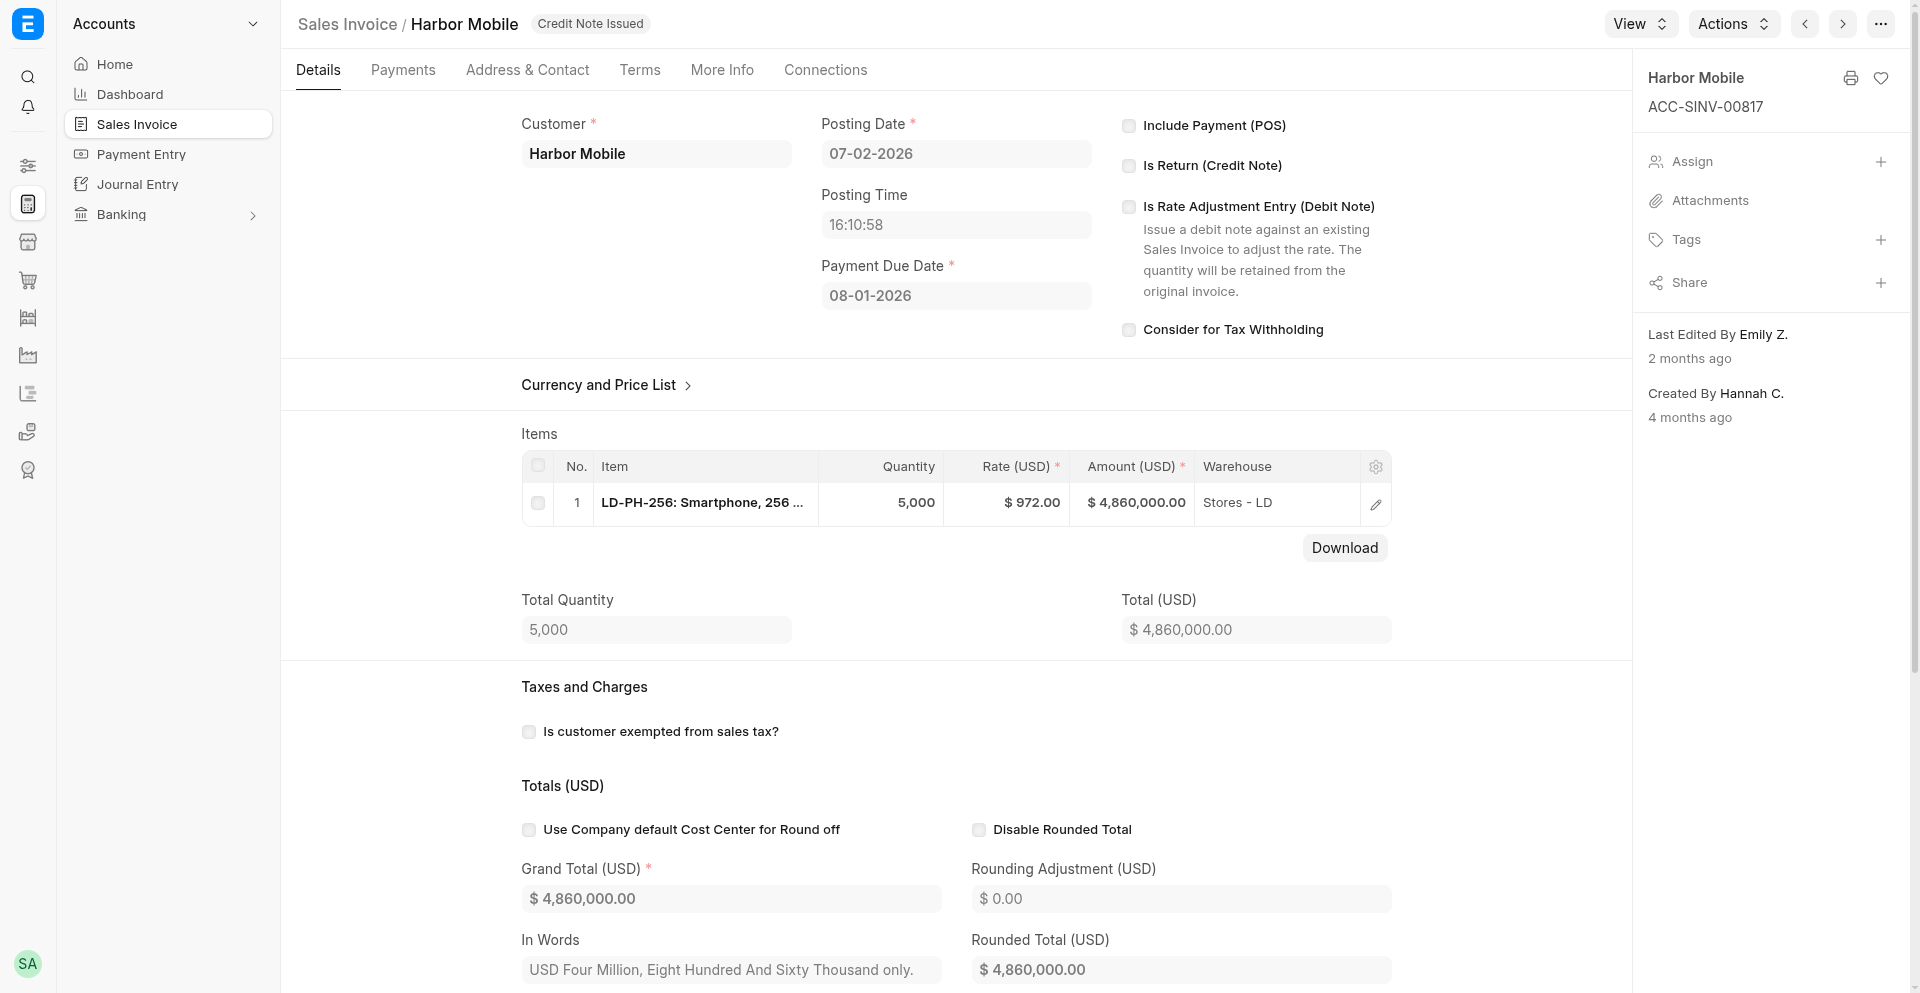 Accounts
Home
Dashboard
Sales Invoice
Payment Entry
Journal Entry
Banking
SA
Sales Invoice / Harbor Mobile Credit Note Issued
View
Actions
Details Payments Address & Contact Terms More Info Connections
Customer *
Harbor Mobile
Posting Date *
07-02-2026
Posting Time
16:10:58
Payment Due Date *
08-01-2026
Include Payment (POS)
Is Return (Credit Note)
Is Rate Adjustment Entry (Debit Note)
Issue a debit note against an existing
Sales Invoice to adjust the rate. The
quantity will be retained from the
original invoice.
Consider for Tax Withholding
Currency and Price List
Items
No. Item Quantity Rate (USD) * Amount (USD) * Warehouse
1 LD-PH-256: Smartphone, 256 ... 5,000 $ 972.00 $ 4,860,000.00 Stores - LD
Download
Total Quantity
5,000
Total (USD)
$ 4,860,000.00
Taxes and Charges
Is customer exempted from sales tax?
Totals (USD)
Use Company default Cost Center for Round off
Disable Rounded Total
Grand Total (USD) *
$ 4,860,000.00
Rounding Adjustment (USD)
$ 0.00
In Words
USD Four Million, Eight Hundred And Sixty Thousand only.
Rounded Total (USD)
$ 4,860,000.00
Harbor Mobile
ACC-SINV-00817
Assign
Attachments
Tags
Share
Last Edited By Emily Z.
2 months ago
Created By Hannah C.
4 months ago